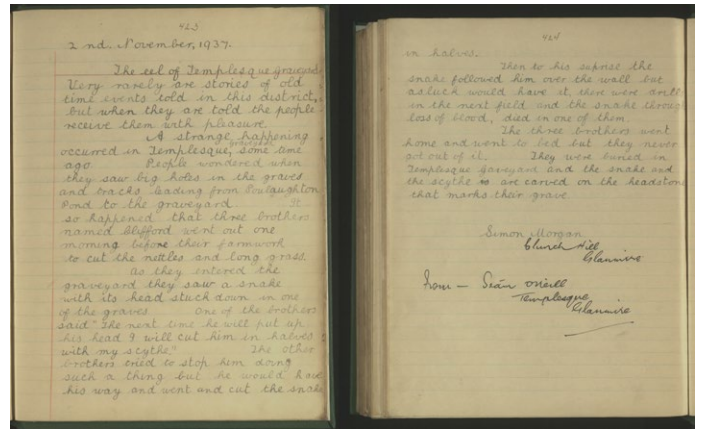 423
2 nd. November, 1937.
The eel of Templesque graveyard
Very rarely are stories of old
time events told in this district,
but when they are told the people
receive them with pleasure.
A strange happening
occurred in Templesque, graveyard some time
ago. People wondered when
they saw big holes in the graves
and tracks leading from Poulaughton
Pond to the graveyard. It
so happened that three brothers
named Clifford went out one
morning before their farmwork
to cut the nettles and long grass.
As they entered the
graveyard they saw a snake
with its head stuck down in one
of the graves. One of the brothers
said "The next time he will put up
his head I will cut him in halves
with my scythe." The other
brothers tried to stop him doing
such a thing but he would have
his way and went and cut the snake
424
in halves.
Then to his suprise the
snake followed him over the wall but
as luck would have it, there were drills
in the next field and the snake through
loss of blood, died in one of them.
The three brothers went
home and went to bed but they never
got out of it. They were buried in
Templesque Gaveyard and the snake and
the scythe are carved on the headstone
that marks their grave.
Simon Morgan
Church Hill
Glanmire
from - Seán O'Neill
Templesque
Glanmire